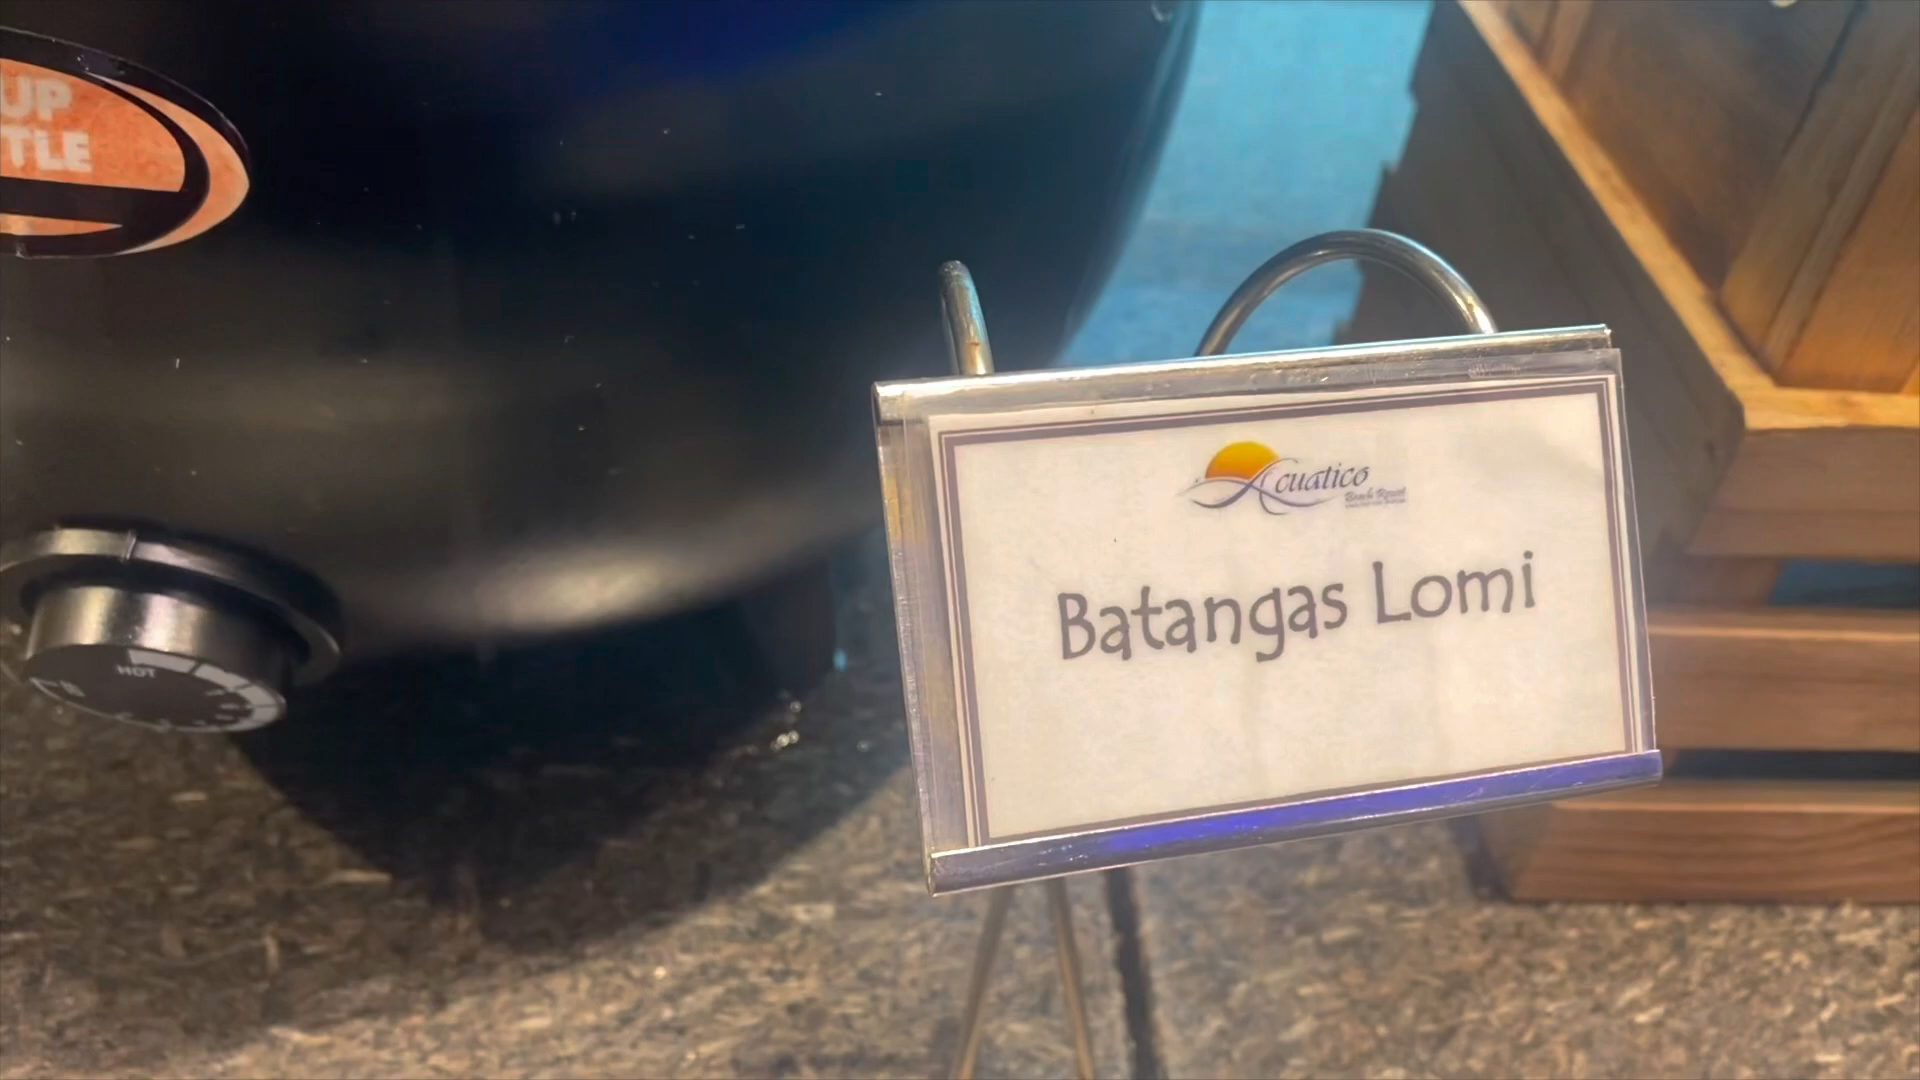 UP
TLE
HOT
Acuatico
Beach Resort
Batangas Lomi